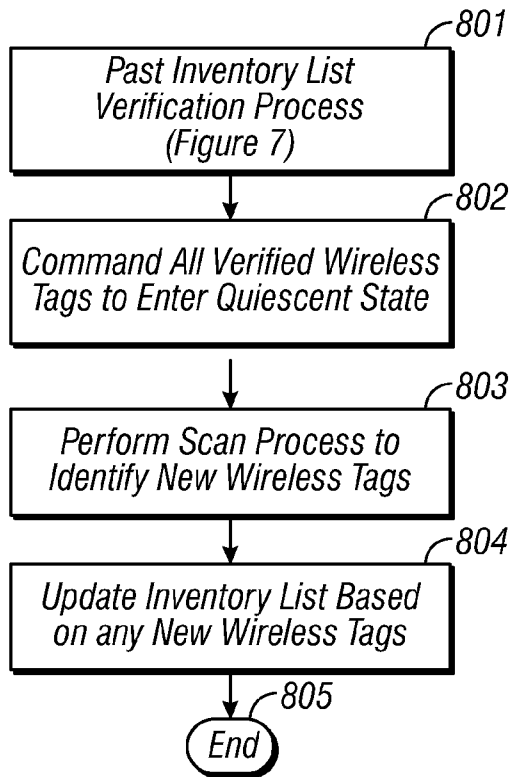 801
Past Inventory List
Verification Process
(Figure 7)
802
Command All Verified Wireless
Tags to Enter Quiescent State
803
Perform Scan Process to
Identify New Wireless Tags
804
Update Inventory List Based
on any New Wireless Tags
805
End